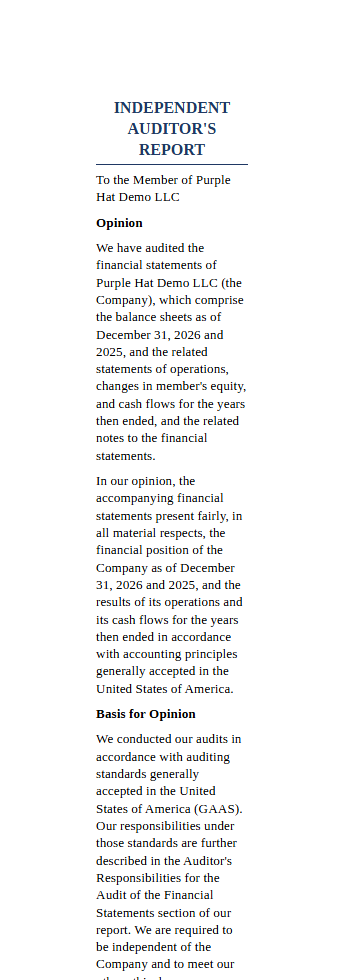 INDEPENDENT
AUDITOR'S
REPORT
To the Member of Purple
Hat Demo LLC
Opinion
We have audited the
financial statements of
Purple Hat Demo LLC (the
Company), which comprise
the balance sheets as of
December 31, 2026 and
2025, and the related
statements of operations,
changes in member's equity,
and cash flows for the years
then ended, and the related
notes to the financial
statements.
In our opinion, the
accompanying financial
statements present fairly, in
all material respects, the
financial position of the
Company as of December
31, 2026 and 2025, and the
results of its operations and
its cash flows for the years
then ended in accordance
with accounting principles
generally accepted in the
United States of America.
Basis for Opinion
We conducted our audits in
accordance with auditing
standards generally
accepted in the United
States of America (GAAS).
Our responsibilities under
those standards are further
described in the Auditor's
Responsibilities for the
Audit of the Financial
Statements section of our
report. We are required to
be independent of the
Company and to meet our